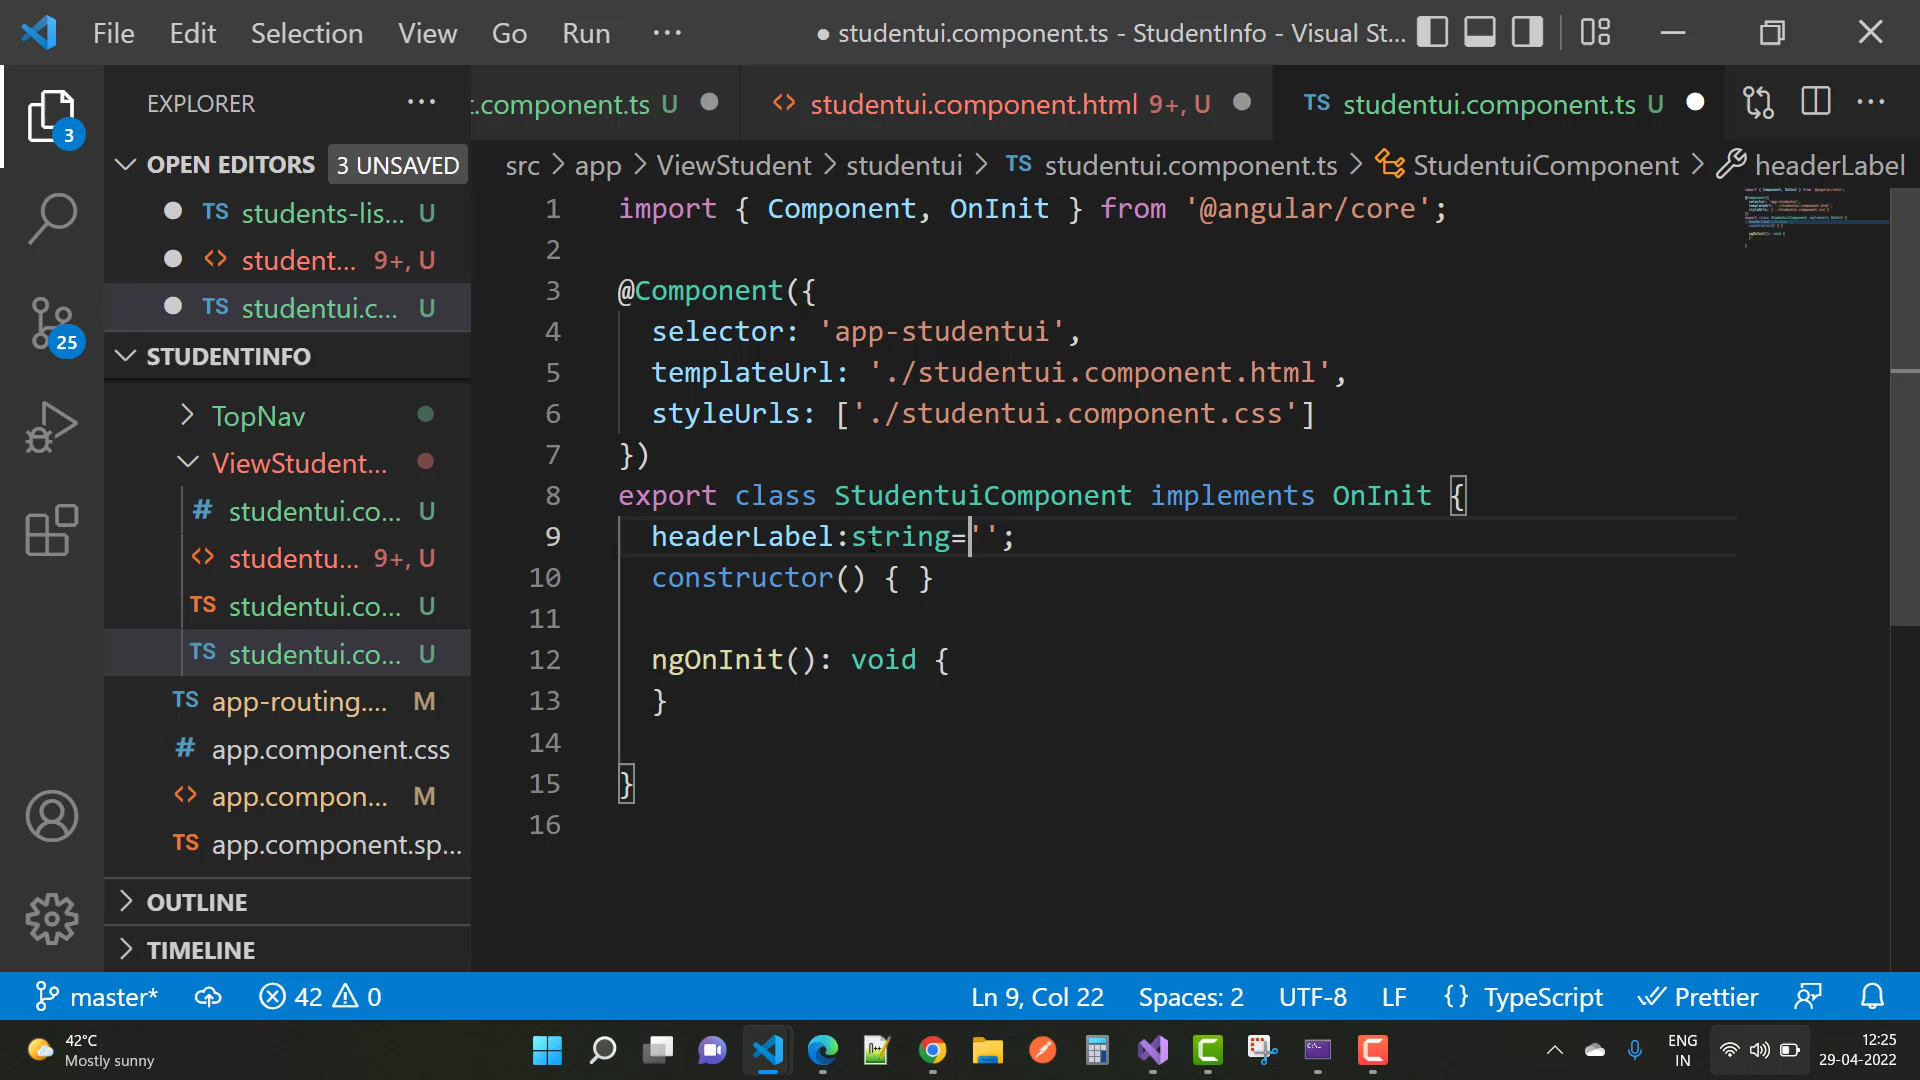 File Edit Selection View Go Run ···
● studentui.component.ts - StudentInfo - Visual St...
EXPLORER ···
t.component.ts U
studentui.component.html 9+, U
TS studentui.component.ts U
3
OPEN EDITORS 3 UNSAVED
src > app > ViewStudent > studentui > TS studentui.component.ts > StudentuiComponent > headerLabel
TS students-lis... U
student... 9+, U
TS studentui.c... U
25
STUDENTINFO
TopNav
ViewStudent...
# studentui.co... U
studentu... 9+, U
TS studentui.co... U
TS studentui.co... U
TS app-routing.... M
# app.component.css
app.compon... M
TS app.component.sp...
OUTLINE
TIMELINE
1 import { Component, OnInit } from '@angular/core';
2
3 @Component({
4 selector: 'app-studentui',
5 templateUrl: './studentui.component.html',
6 styleUrls: ['./studentui.component.css']
7 })
8 export class StudentuiComponent implements OnInit {
9 headerLabel:string='';
10 constructor() { }
11
12 ngOnInit(): void {
13 }
14
15 }
16
master* 42 0 Ln 9, Col 22 Spaces: 2 UTF-8 LF {} TypeScript Prettier
42°C
Mostly sunny
ENG
IN
12:25
29-04-2022